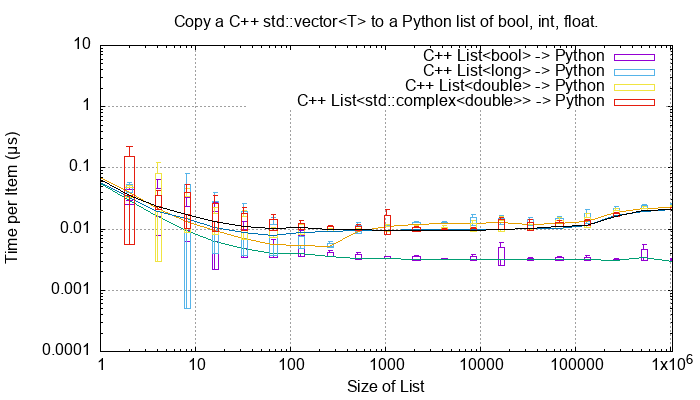 Copy a C++ std::vector<T> to a Python list of bool, int, float.
10
C++ List<bool> -> Python
C++ List<long> -> Python
C++ List<double> -> Python
C++ List<std::complex<double>> -> Python
1
0.1
0.01
0.001
0.0001
Time per Item (µs)
1 10 100 1000 10000 100000 1x10⁶
Size of List